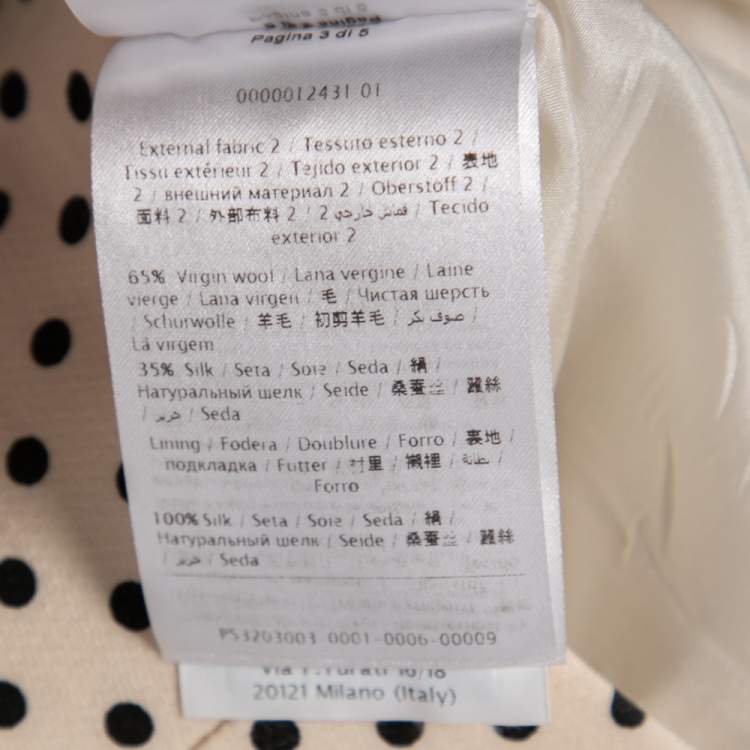 Pagina 3 di 5
0000012431 01
External fabric 2 / Tessuto esterno 2 /
Tissu extérieur 2 / Tejido exterior 2 / 表地
2 / внешний материал 2 / Oberstoff 2 /
面料 2 / 外部布料 2 / 2 قماش خارجي / Tecido
exterior 2
65% Virgin wool / Lana vergine / Laine
vierge / Lana virgen / 毛 / Чистая шерсть
/ Schurwolle / 羊毛 / 初剪羊毛 / صوف بكر /
Lã virgem
35% Silk / Seta / Soie / Seda / 絹 /
Натуральный шелк / Seide / 桑蚕丝 / 蠶絲
/ حرير / Seda
Lining / Fodera / Doublure / Forro / 裏地 /
подкладка / Futter / 衬里 / 襯裡 / بطانة /
Forro
100% Silk / Seta / Soie / Seda / 絹 /
Натуральный шелк / Seide / 桑蚕丝 / 蠶絲
/ حرير / Seda
P53203003 0001-0006-00009
20121 Milano (Italy)